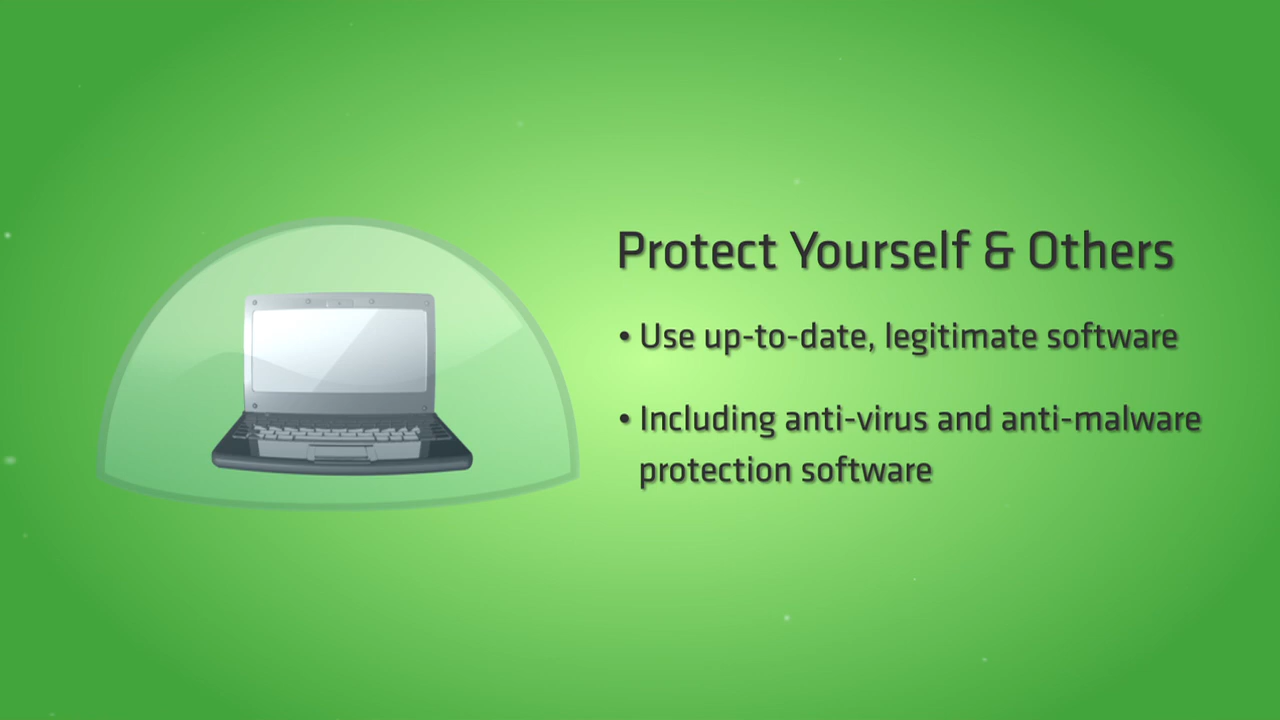 Protect Yourself & Others
• Use up-to-date, legitimate software
• Including anti-virus and anti-malware
protection software